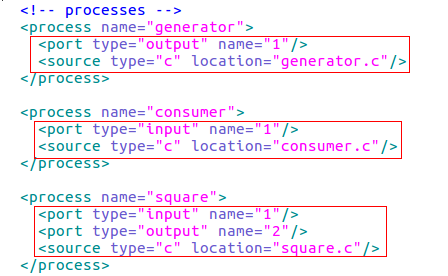 <!-- processes -->
<process name="generator">
<port type="output" name="1"/>
<source type="c" location="generator.c"/>
</process>
<process name="consumer">
<port type="input" name="1"/>
<source type="c" location="consumer.c"/>
</process>
<process name="square">
<port type="input" name="1"/>
<port type="output" name="2"/>
<source type="c" location="square.c"/>
</process>